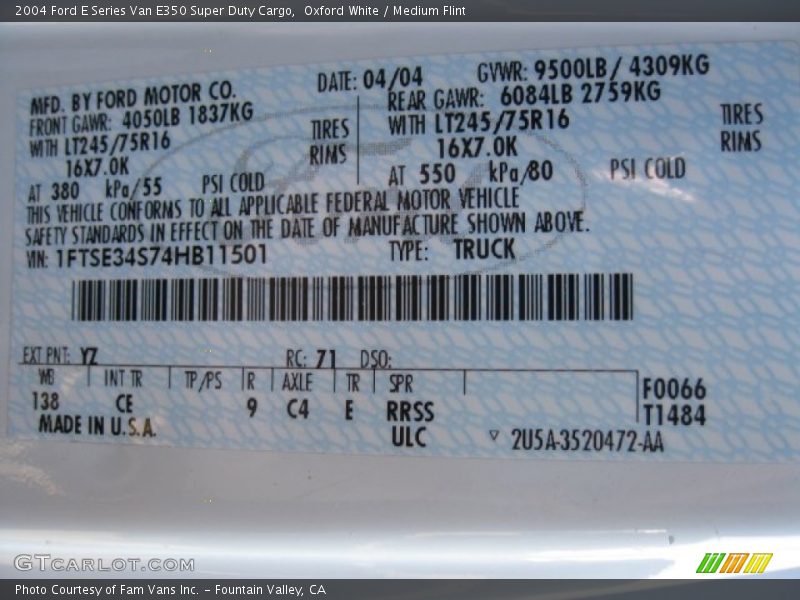 2004 Ford E Series Van E350 Super Duty Cargo, Oxford White / Medium Flint
MFD. BY FORD MOTOR CO.
FRONT GAWR: 4050LB 1837KG
WITH LT245/75R16 TIRES
16X7.0K RIMS
AT 380 kPa/55 PSI COLD
DATE: 04/04 GVWR: 9500LB/ 4309KG
REAR GAWR: 6084LB 2759KG
WITH LT245/75R16 TIRES
16X7.0K RIMS
AT 550 kPa/80 PSI COLD
THIS VEHICLE CONFORMS TO ALL APPLICABLE FEDERAL MOTOR VEHICLE
SAFETY STANDARDS IN EFFECT ON THE DATE OF MANUFACTURE SHOWN ABOVE.
VIN: 1FTSE34S74HB11501 TYPE: TRUCK
EXT PNT: YZ RC: 71 DSO:
WB INT TR TP/PS R AXLE TR SPR
138 CE 9 C4 E RRSS
F0066
T1484
MADE IN U.S.A. ULC 2U5A-3520472-AA
GTCARLOT.COM
Photo Courtesy of Fam Vans Inc. – Fountain Valley, CA